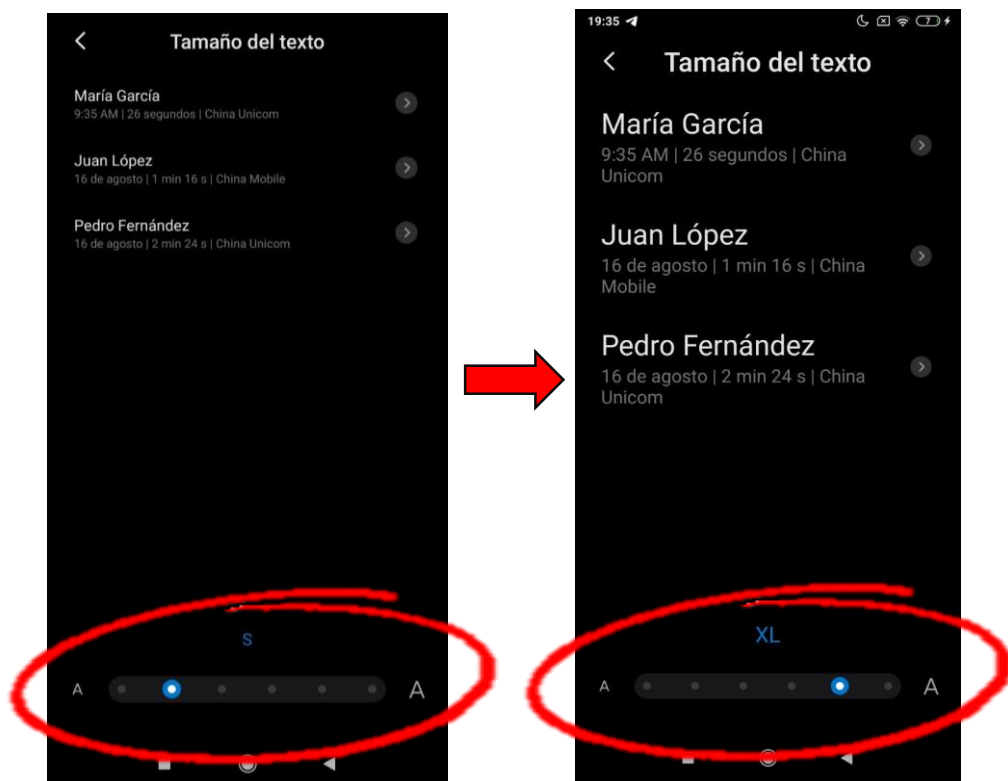 Tamaño del texto
María García
9:35 AM | 26 segundos | China Unicom
Juan López
16 de agosto | 1 min 16 s | China Mobile
Pedro Fernández
16 de agosto | 2 min 24 s | China Unicom
S
A A
19:35 7
Tamaño del texto
María García
9:35 AM | 26 segundos | China
Unicom
Juan López
16 de agosto | 1 min 16 s | China
Mobile
Pedro Fernández
16 de agosto | 2 min 24 s | China
Unicom
XL
A A